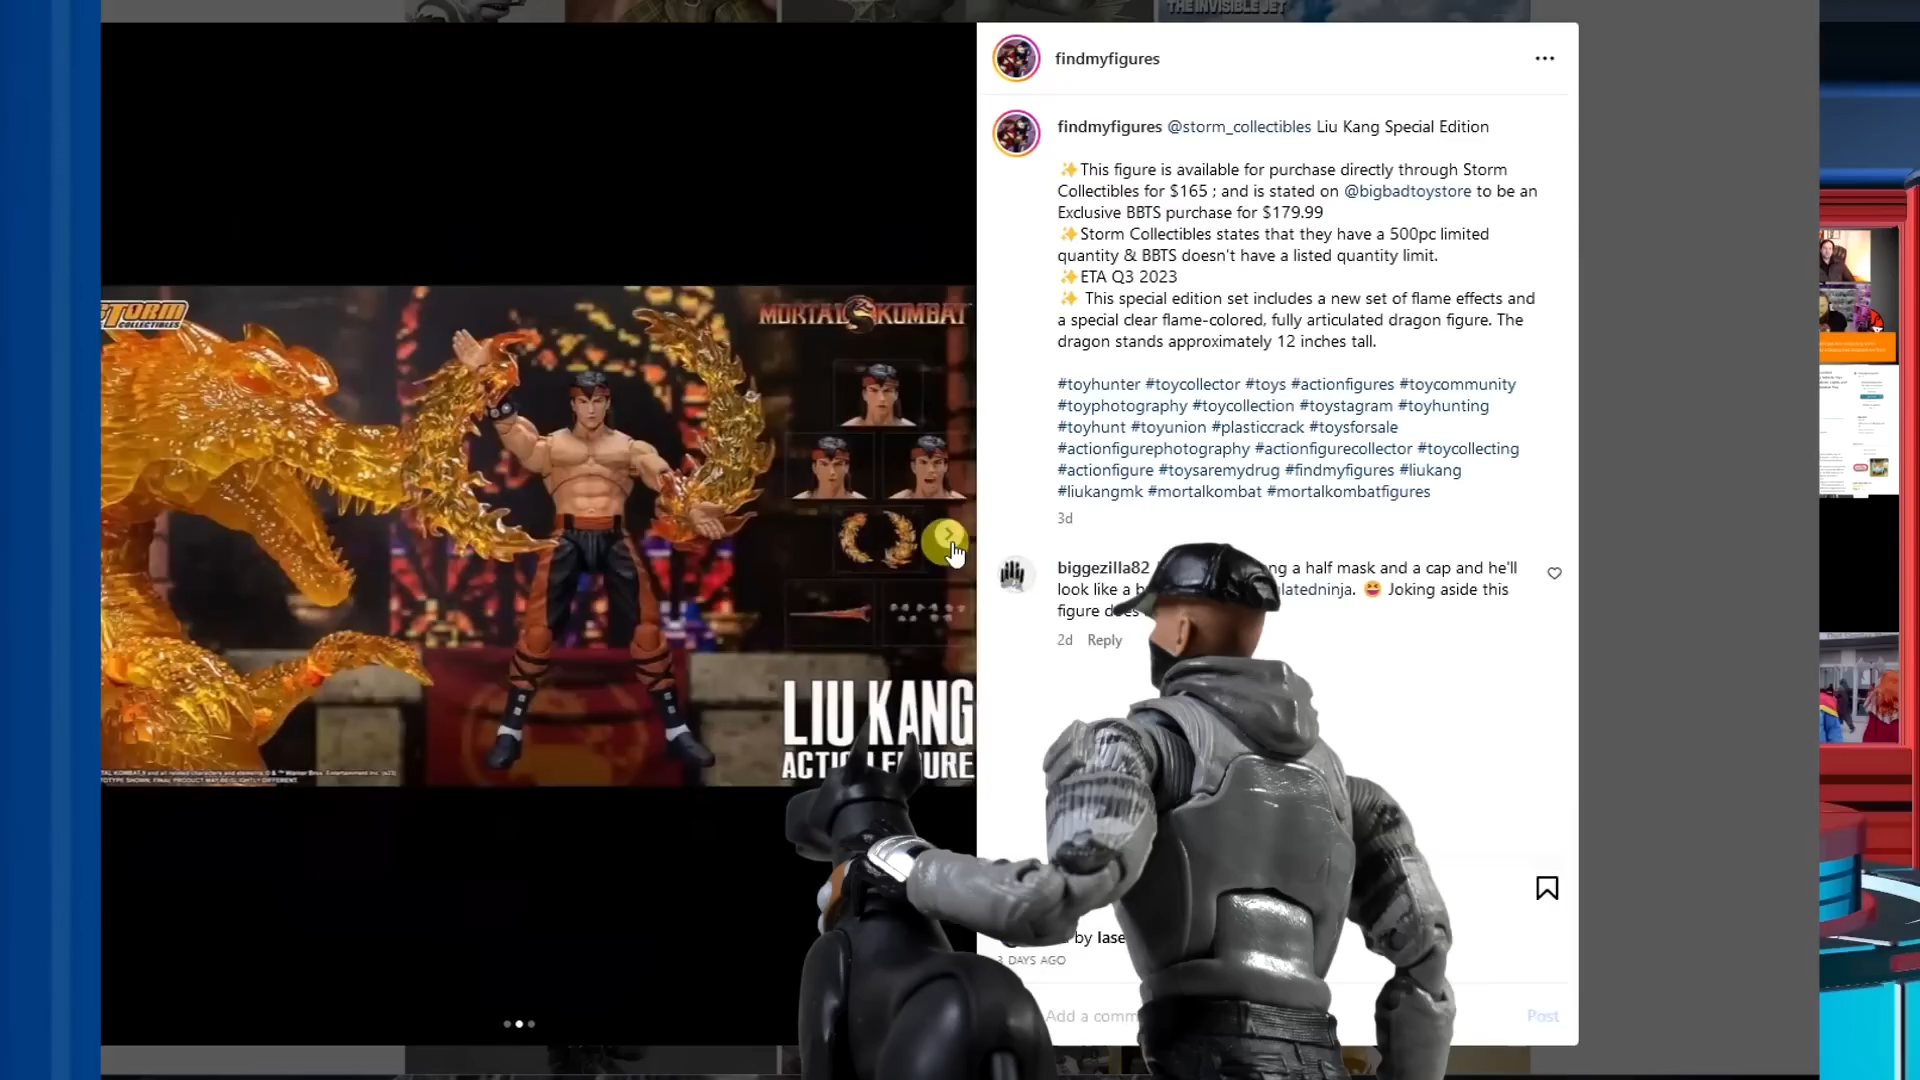 THE INVISIBLE JET
findmyfigures
findmyfigures @storm_collectibles Liu Kang Special Edition
✨This figure is available for purchase directly through Storm
Collectibles for $165 ; and is stated on @bigbadtoystore to be an
Exclusive BBTS purchase for $179.99
✨Storm Collectibles states that they have a 500pc limited
quantity & BBTS doesn't have a listed quantity limit.
✨ETA Q3 2023
✨ This special edition set includes a new set of flame effects and
a special clear flame-colored, fully articulated dragon figure. The
dragon stands approximately 12 inches tall.
#toyhunter #toycollector #toys #actionfigures #toycommunity
#toyphotography #toycollection #toystagram #toyhunting
#toyhunt #toyunion #plasticcrack #toysforsale
#actionfigurephotography #actionfigurecollector #toycollecting
#actionfigure #toysaremydrug #findmyfigures #liukang
#liukangmk #mortalkombat #mortalkombatfigures
3d
biggezilla82 a half mask and a cap and he'll
look like a 😆 Joking aside this
figure does
2d Reply
by lase
3 DAYS AGO
Add a comm
Post
STORM
COLLECTIBLES
MORTAL KOMBAT
LIU KANG
ACTION FIGURE